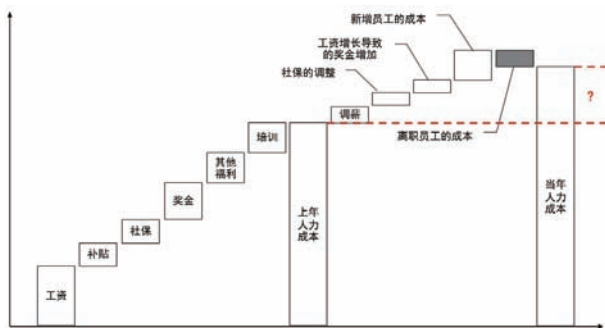 新增员工的成本
工资增长导致
的奖金增加
社保的调整
?
调薪
培训
离职员工的成本
其他
福利
奖金
上年
人力
成本
当年
人力
成本
社保
补贴
工资